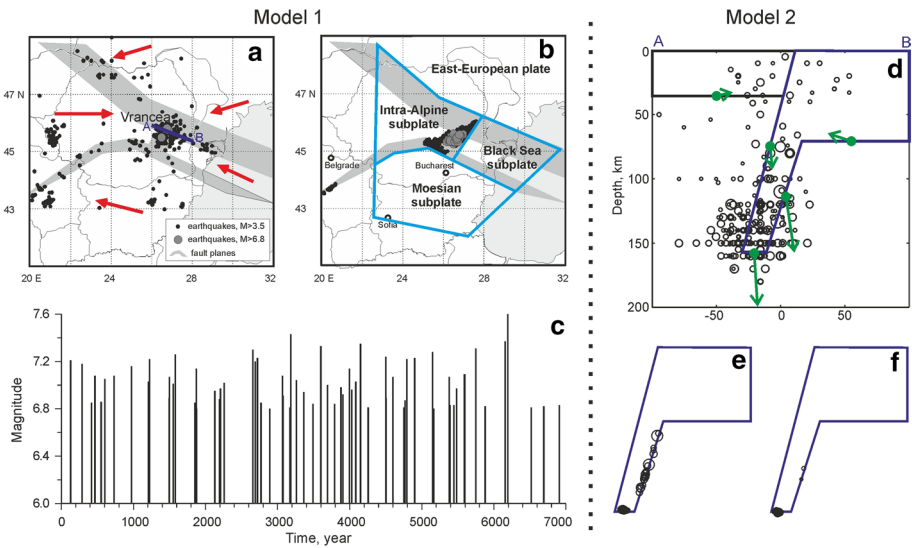 Model 1
Model 2
a
47 N
45
43
20 E
24
28
32
Vrancea
A
B
Belgrade
earthquakes, M>3.5
earthquakes, M>6.8
fault planes
b
East-European plate
47 N
Intra-Alpine
subplate
Black Sea
subplate
Bucharest
Moesian
subplate
45
43
Sofia
20 E
24
28
32
c
Magnitude
7.6
7.2
6.8
6.4
6.0
0
1000
2000
3000
4000
5000
6000
7000
Time, year
A
B
d
Depth, km
0
50
100
150
200
-50
0
50
e
f